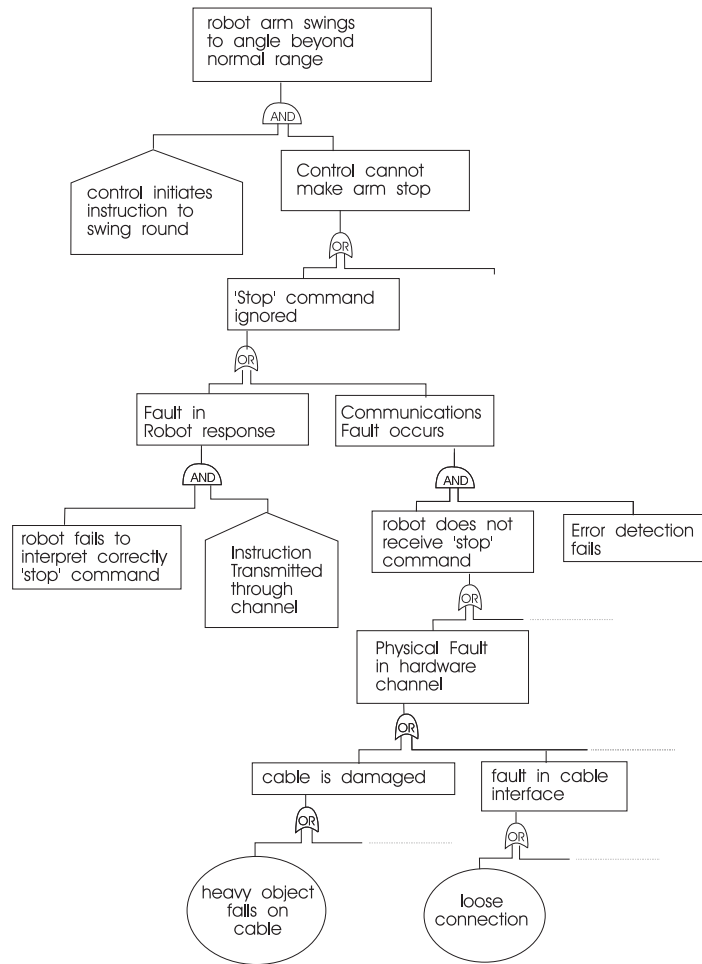 robot arm swings
to angle beyond
normal range
AND
control initiates
instruction to
swing round
Control cannot
make arm stop
OR
'Stop' command
ignored
OR
Fault in
Robot response
Communications
Fault occurs
AND
AND
robot fails to
interpret correctly
'stop' command
Instruction
Transmitted
through
channel
robot does not
receive 'stop'
command
Error detection
fails
OR
Physical Fault
in hardware
channel
OR
cable is damaged
fault in cable
interface
OR
OR
heavy object
falls on
cable
loose
connection